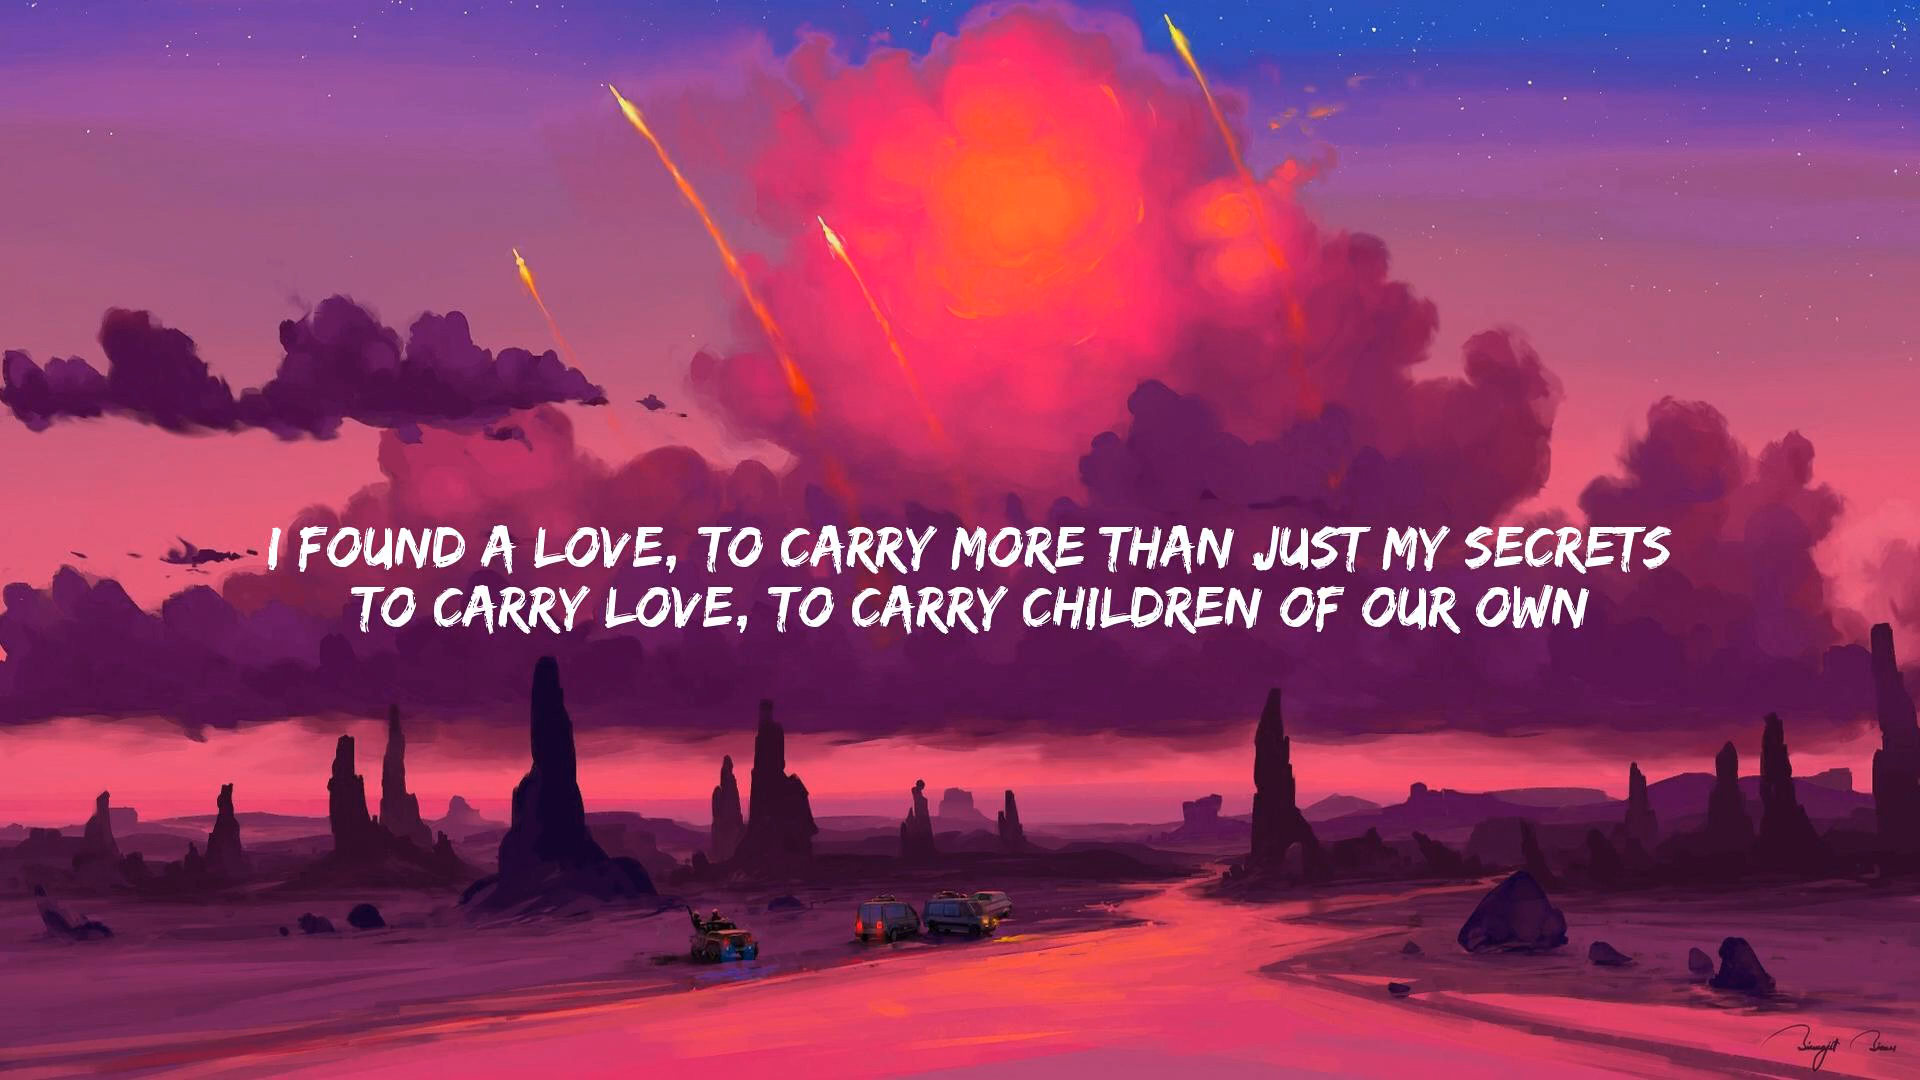 I FOUND A LOVE, TO CARRY MORE THAN JUST MY SECRETS
TO CARRY LOVE, TO CARRY CHILDREN OF OUR OWN